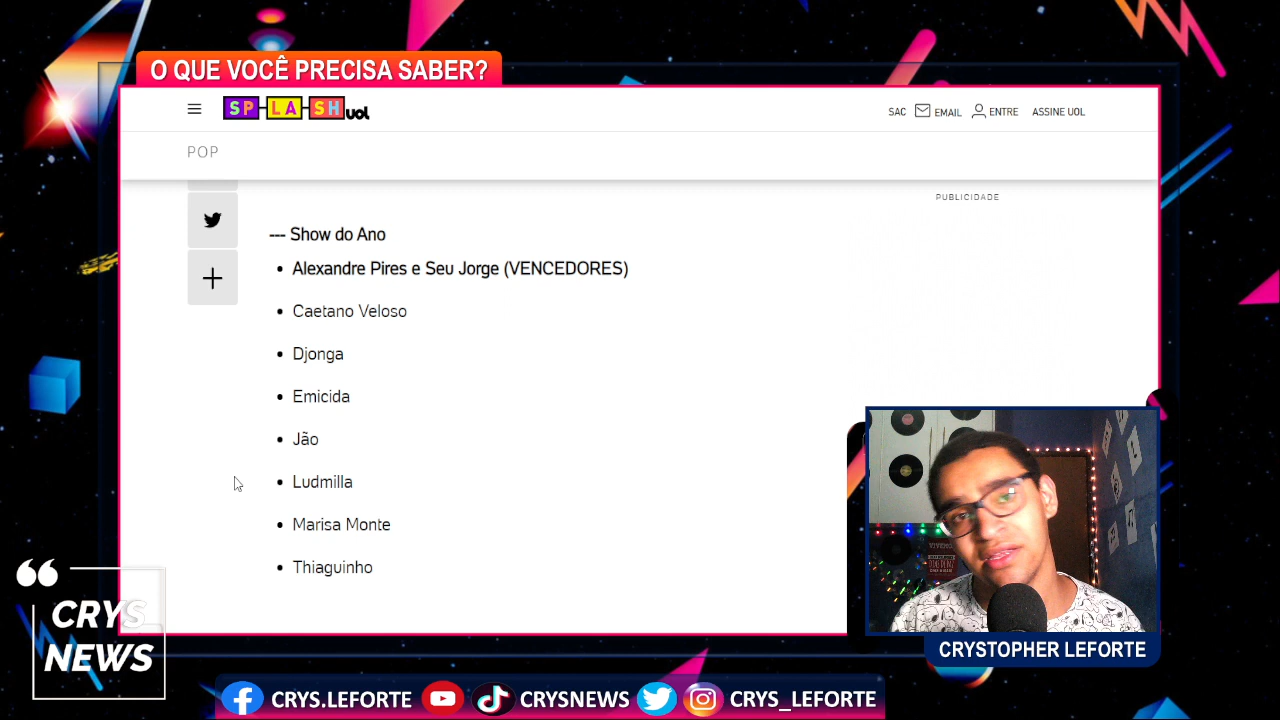 O QUE VOCÊ PRECISA SABER?
SPLASH uol
SAC EMAIL ENTRE ASSINE UOL
POP
PUBLICIDADE
--- Show do Ano
• Alexandre Pires e Seu Jorge (VENCEDORES)
• Caetano Veloso
• Djonga
• Emicida
• Jão
• Ludmilla
• Marisa Monte
• Thiaguinho
VIVEMOS
CRYS
NEWS
CRYSTOPHER LEFORTE
CRYS.LEFORTE CRYSNEWS CRYS_LEFORTE